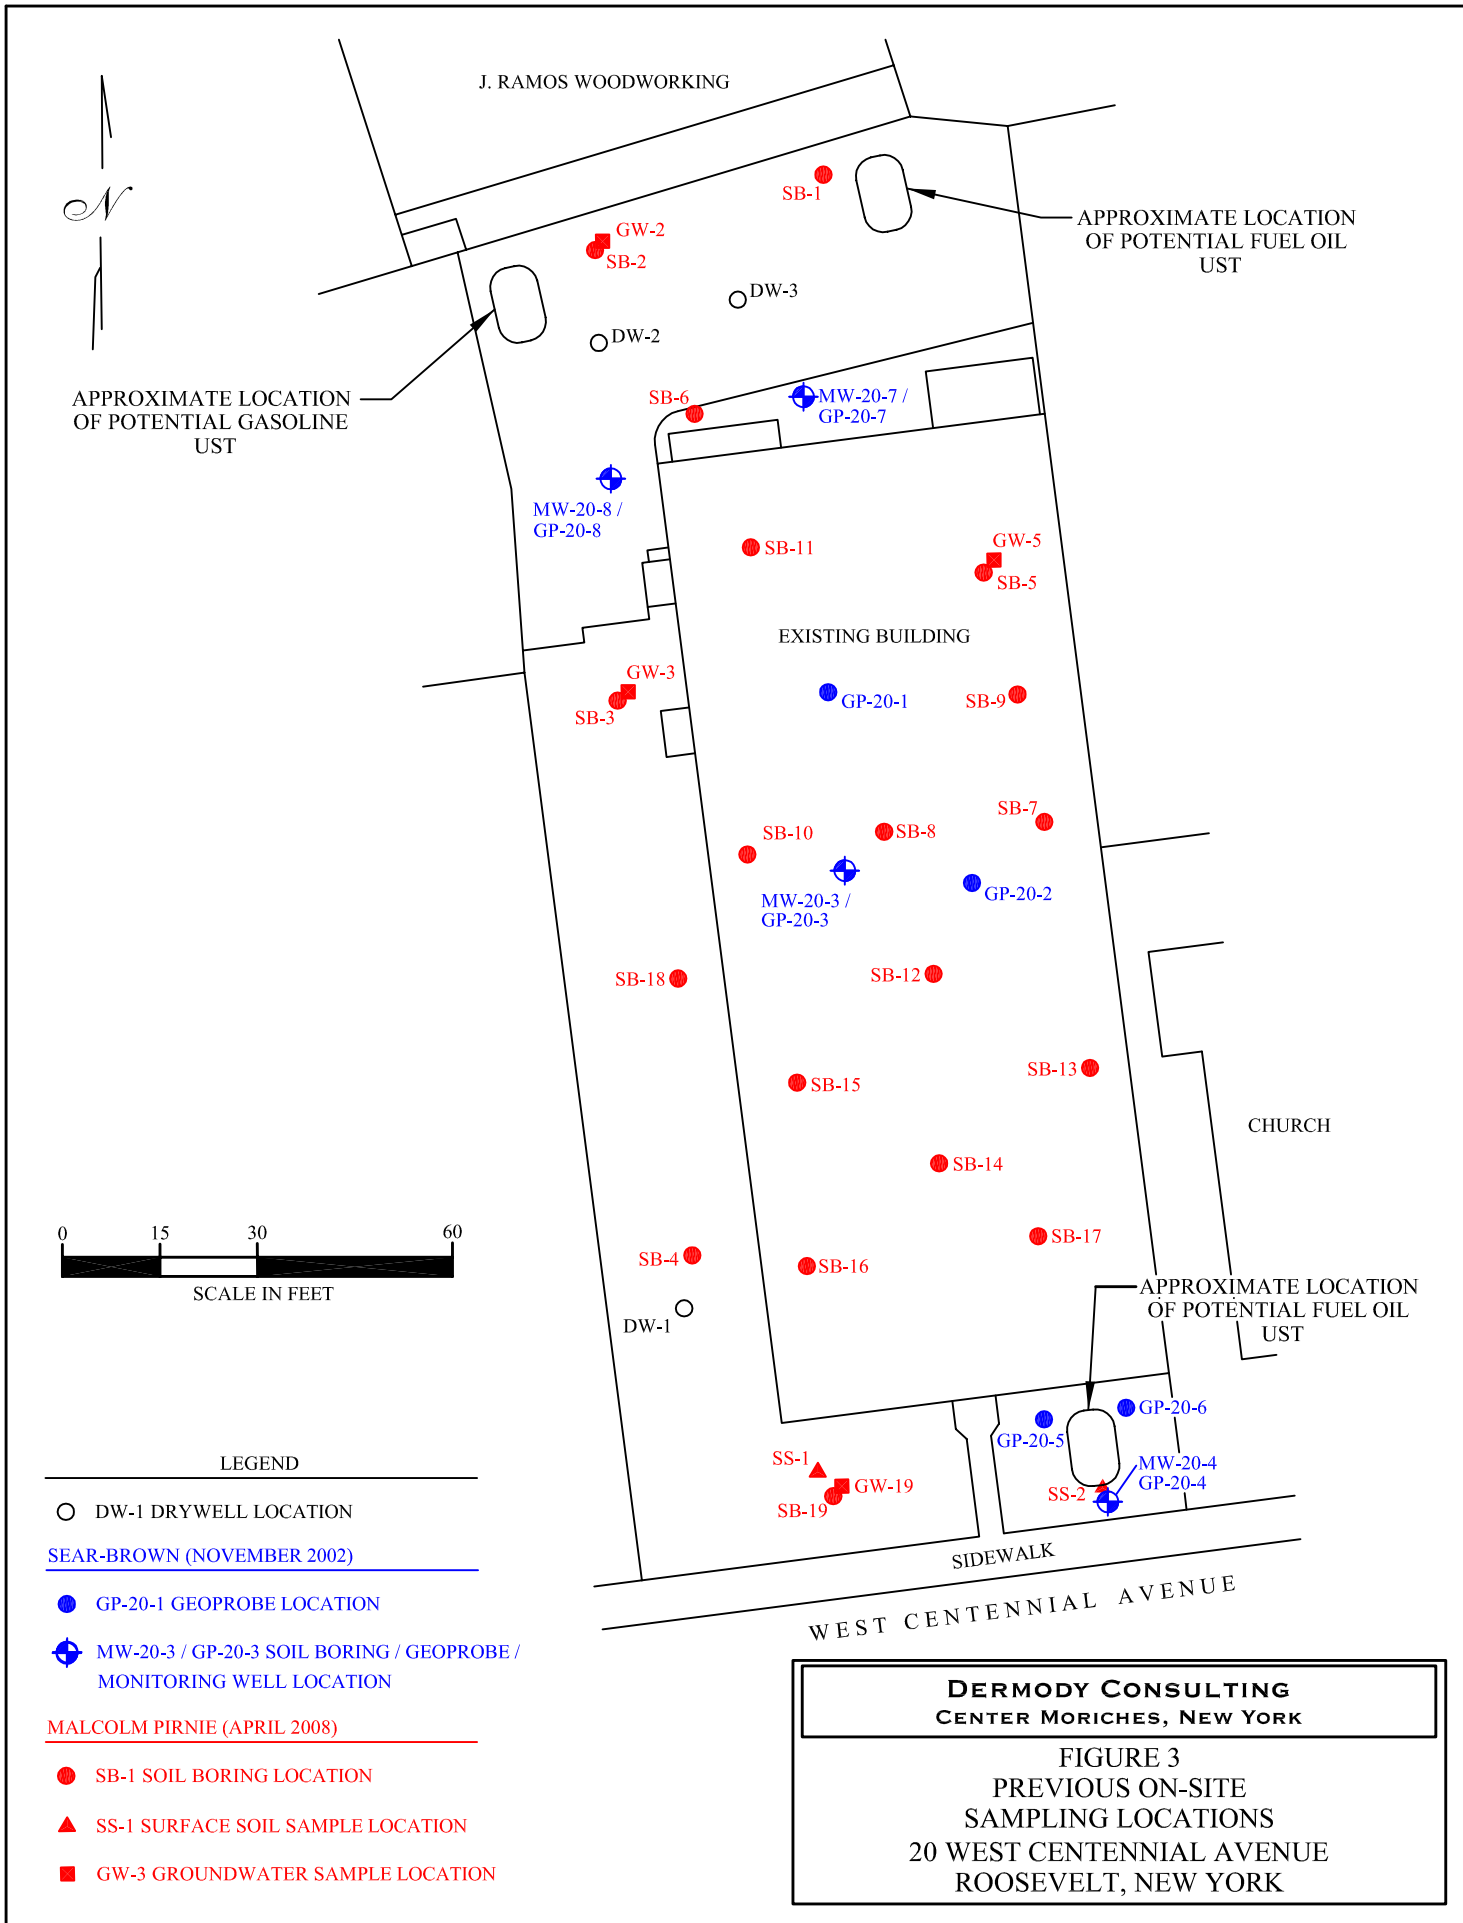 J. RAMOS WOODWORKING
N
SB-1
APPROXIMATE LOCATION
OF POTENTIAL FUEL OIL
UST
GW-2
SB-2
DW-3
DW-2
APPROXIMATE LOCATION
OF POTENTIAL GASOLINE
UST
SB-6
MW-20-7 /
GP-20-7
MW-20-8 /
GP-20-8
SB-11
GW-5
SB-5
EXISTING BUILDING
GW-3
SB-3
GP-20-1
SB-9
SB-7
SB-10
SB-8
MW-20-3 /
GP-20-3
GP-20-2
SB-18
SB-12
SB-15
SB-13
CHURCH
SB-14
SB-17
SB-4
SB-16
DW-1
0 15 30 60
SCALE IN FEET
APPROXIMATE LOCATION
OF POTENTIAL FUEL OIL
UST
GP-20-6
GP-20-5
MW-20-4
GP-20-4
SS-1
GW-19
SB-19
SS-2
SIDEWALK
WEST CENTENNIAL AVENUE
LEGEND
DW-1 DRYWELL LOCATION
SEAR-BROWN (NOVEMBER 2002)
GP-20-1 GEOPROBE LOCATION
MW-20-3 / GP-20-3 SOIL BORING / GEOPROBE /
MONITORING WELL LOCATION
MALCOLM PIRNIE (APRIL 2008)
SB-1 SOIL BORING LOCATION
SS-1 SURFACE SOIL SAMPLE LOCATION
GW-3 GROUNDWATER SAMPLE LOCATION
DERMODY CONSULTING
CENTER MORICHES, NEW YORK
FIGURE 3
PREVIOUS ON-SITE
SAMPLING LOCATIONS
20 WEST CENTENNIAL AVENUE
ROOSEVELT, NEW YORK